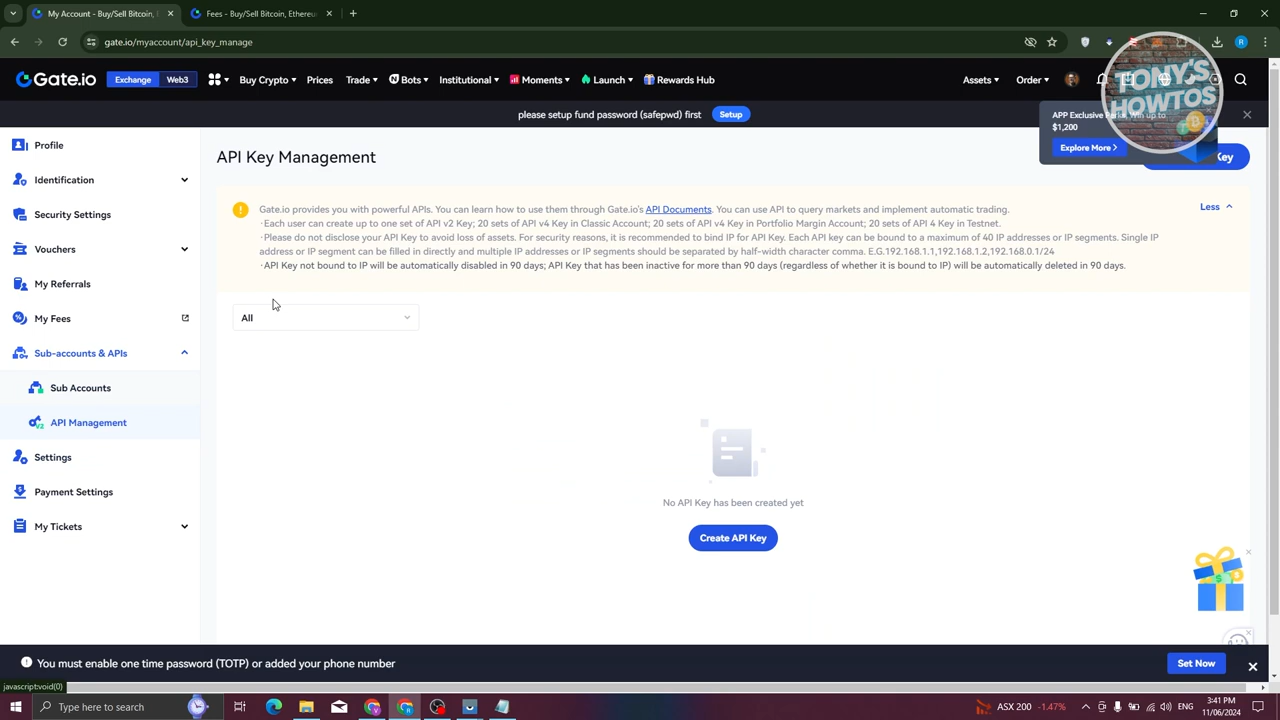 My Account - Buy/Sell Bitcoin,
Fees - Buy/Sell Bitcoin, Ethereu
gate.io/myaccount/api_key_manage
R
Gate.io
Exchange
Web3
Buy Crypto
Prices
Trade
Bots
Institutional
Moments
Launch
Rewards Hub
Assets
Order
TONY'S
HOWTOS
please setup fund password (safepwd) first
Setup
APP Exclusive Perks, Win up to
$1,200
Explore More >
Key
Profile
Identification
Security Settings
Vouchers
My Referrals
My Fees
Sub-accounts & APIs
Sub Accounts
API Management
Settings
Payment Settings
My Tickets
API Key Management
Gate.io provides you with powerful APIs. You can learn how to use them through Gate.io's API Documents. You can use API to query markets and implement automatic trading.
·Each user can create up to one set of API v2 Key; 20 sets of API v4 Key in Classic Account; 20 sets of API v4 Key in Portfolio Margin Account; 20 sets of API 4 Key in Testnet.
·Please do not disclose your API Key to avoid loss of assets. For security reasons, it is recommended to bind IP for API Key. Each API key can be bound to a maximum of 40 IP addresses or IP segments. Single IP
address or IP segment can be filled in directly and multiple IP addresses or IP segments should be separated by half-width character comma. E.G.192.168.1.1,192.168.1.2,192.168.0.1/24
·API Key not bound to IP will be automatically disabled in 90 days; API Key that has been inactive for more than 90 days (regardless of whether it is bound to IP) will be automatically deleted in 90 days.
Less
All
No API Key has been created yet
Create API Key
You must enable one time password (TOTP) or added your phone number
Set Now
javascript:void(0)
Type here to search
ASX 200 -1.47%
ENG
3:41 PM
11/06/2024